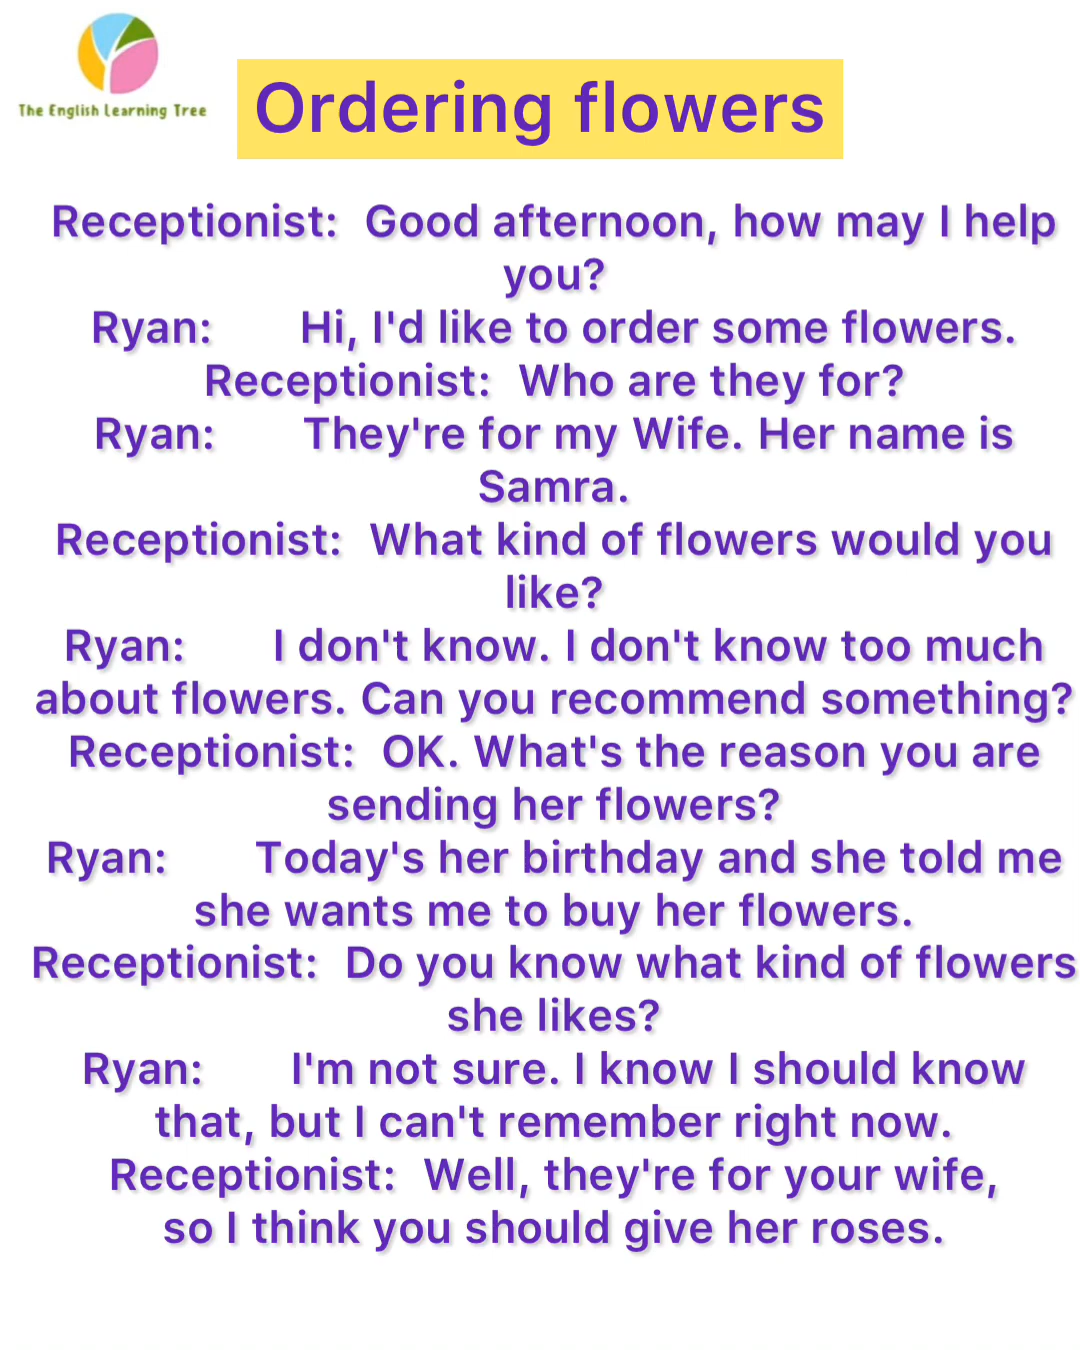 The English Learning Tree
Ordering flowers
Receptionist: Good afternoon, how may I help
you?
Ryan: Hi, I'd like to order some flowers.
Receptionist: Who are they for?
Ryan: They're for my Wife. Her name is
Samra.
Receptionist: What kind of flowers would you
like?
Ryan: I don't know. I don't know too much
about flowers. Can you recommend something?
Receptionist: OK. What's the reason you are
sending her flowers?
Ryan: Today's her birthday and she told me
she wants me to buy her flowers.
Receptionist: Do you know what kind of flowers
she likes?
Ryan: I'm not sure. I know I should know
that, but I can't remember right now.
Receptionist: Well, they're for your wife,
so I think you should give her roses.